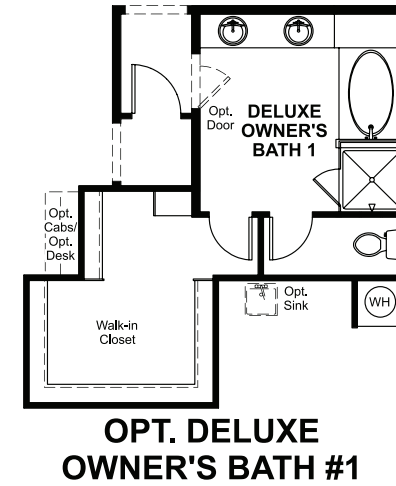 Opt.
Door
DELUXE
OWNER'S
BATH 1
Opt.
Cabs/
Opt.
Desk
Opt.
Sink
WH
Walk-in
Closet
OPT. DELUXE
OWNER'S BATH #1